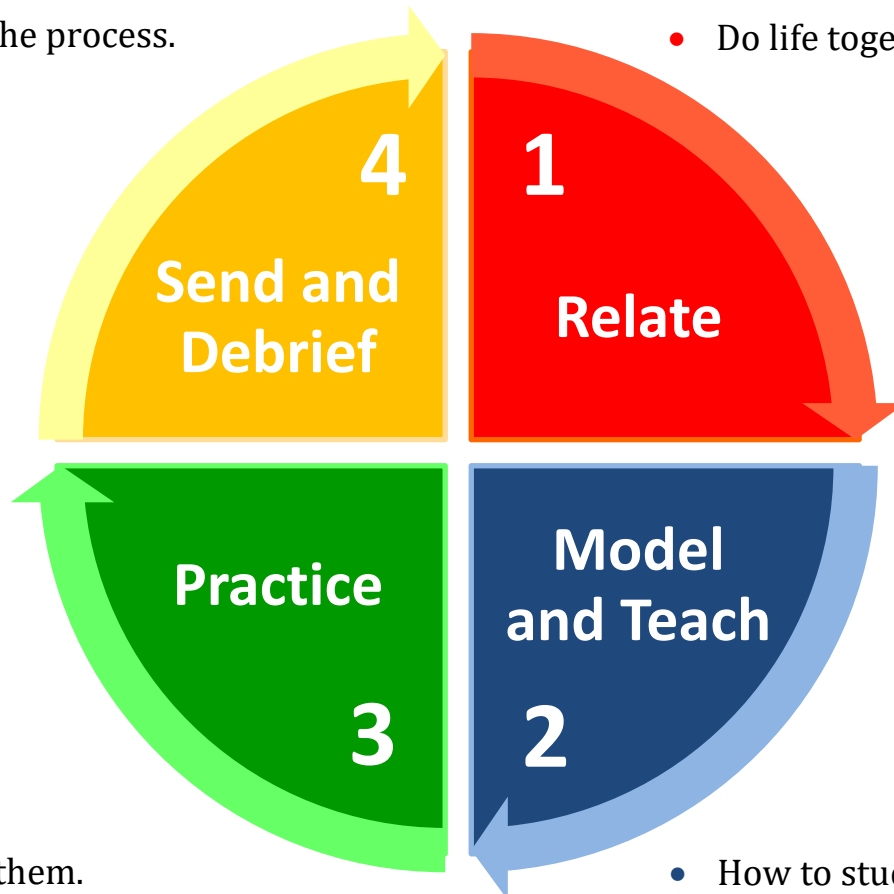 he process.
• Do life toge
4
1
Send and
Debrief
Relate
Practice
Model
and Teach
3
2
them.
• How to stu